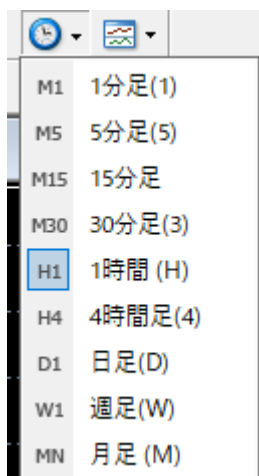 M1 1分足(1)
M5 5分足(5)
M15 15分足
M30 30分足(3)
H1 1時間 (H)
H4 4時間足(4)
D1 日足(D)
W1 週足(W)
MN 月足 (M)